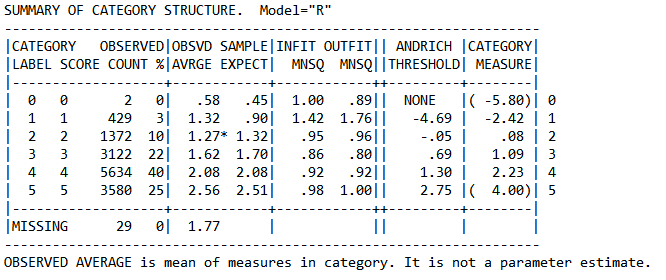 SUMMARY OF CATEGORY STRUCTURE.  Model="R"
-------------------------------------------------------------------
|CATEGORY   OBSERVED|OBSVD SAMPLE|INFIT OUTFIT|| ANDRICH |CATEGORY|
|LABEL SCORE COUNT %|AVRGE EXPECT|  MNSQ  MNSQ||THRESHOLD| MEASURE|
|-------------------+------------+------------++---------+--------|
|  0   0       2   0|   .58   .45|  1.00   .89||  NONE   |( -5.80)| 0
|  1   1     429   3|  1.32   .90|  1.42  1.76||   -4.69 |  -2.42 | 1
|  2   2    1372  10|  1.27* 1.32|   .95   .96||    -.05 |    .08 | 2
|  3   3    3122  22|  1.62  1.70|   .86   .80||     .69 |   1.09 | 3
|  4   4    5634  40|  2.08  2.08|   .92   .92||    1.30 |   2.23 | 4
|  5   5    3580  25|  2.56  2.51|   .98  1.00||    2.75 |(  4.00)| 5
|-------------------+------------+------------++---------+--------|
|MISSING      29   0|  1.77      |            ||         |        |
-------------------------------------------------------------------
OBSERVED AVERAGE is mean of measures in category. It is not a parameter estimate.